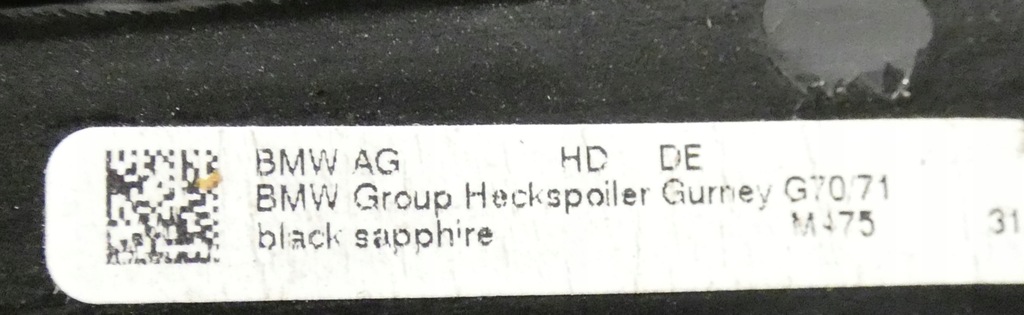 BMW AG HD DE
BMW Group Heckspoiler Gurney G70/71
black sapphire M475 31